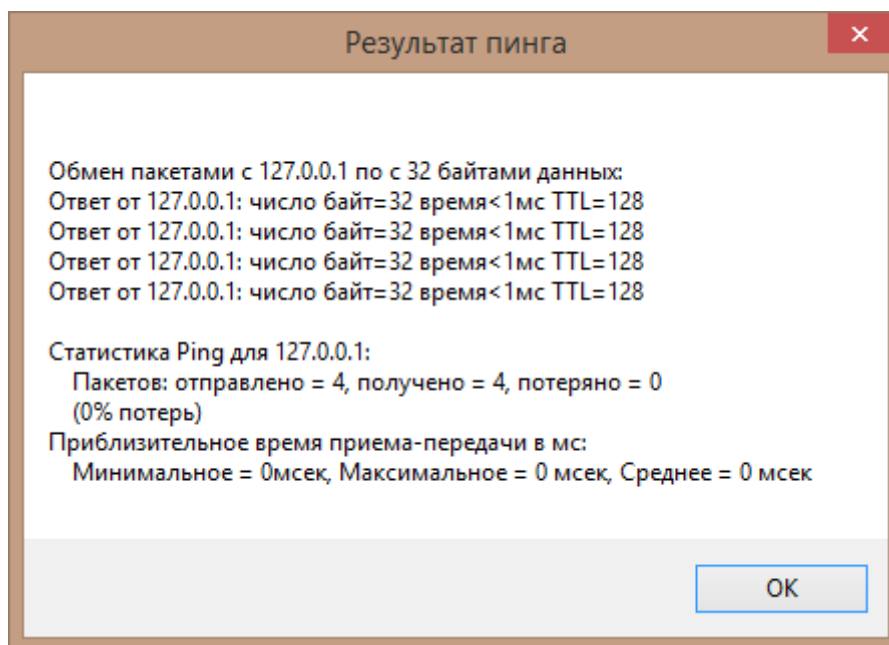 Результат пинга
Обмен пакетами с 127.0.0.1 по с 32 байтами данных:
Ответ от 127.0.0.1: число байт=32 время<1мс TTL=128
Ответ от 127.0.0.1: число байт=32 время<1мс TTL=128
Ответ от 127.0.0.1: число байт=32 время<1мс TTL=128
Ответ от 127.0.0.1: число байт=32 время<1мс TTL=128
Статистика Ping для 127.0.0.1:
Пакетов: отправлено = 4, получено = 4, потеряно = 0
(0% потерь)
Приблизительное время приема-передачи в мс:
Минимальное = 0мсек, Максимальное = 0 мсек, Среднее = 0 мсек
ОК